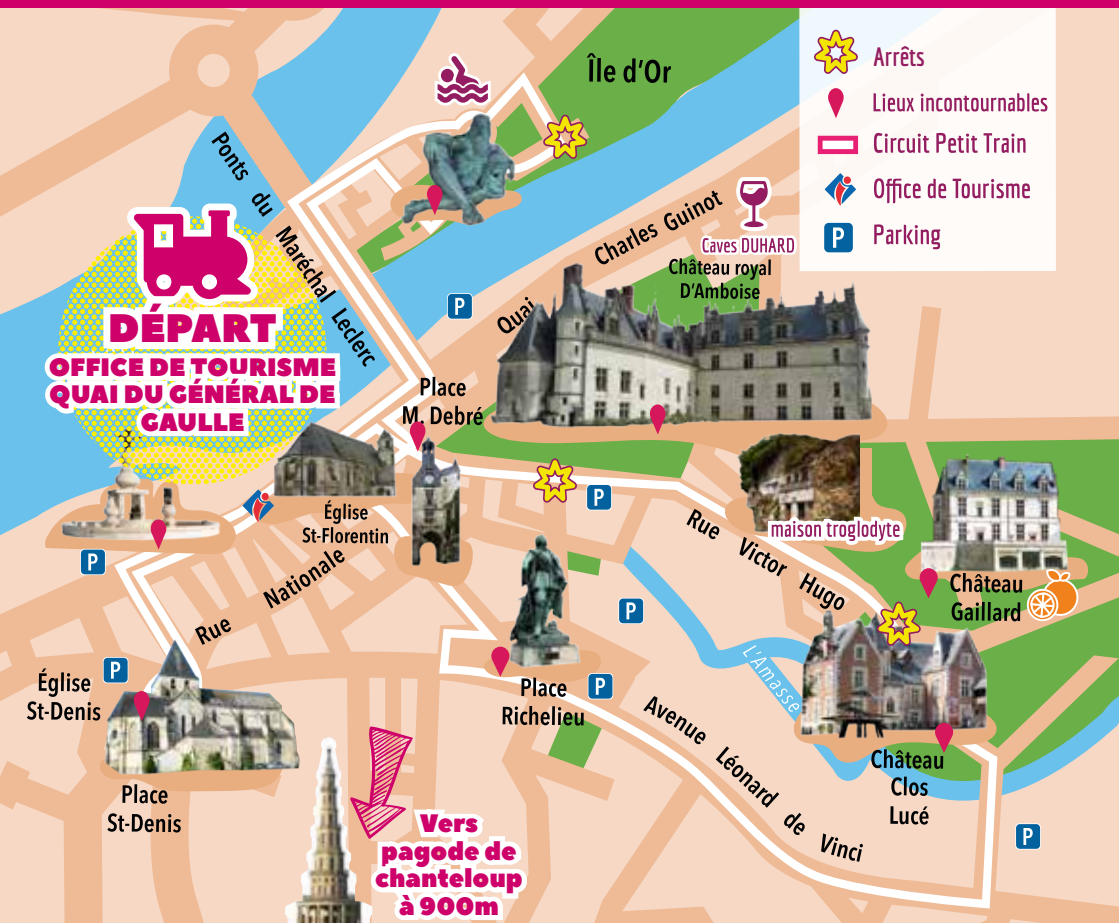 Île d'Or
Arrêts
Lieux incontournables
Circuit Petit Train
Office de Tourisme
P
Parking
Ponts du Maréchal Leclerc
Quai Charles Guinot
Caves DUHARD
Château royal
D'Amboise
P
DÉPART
OFFICE DE TOURISME
QUAI DU GÉNÉRAL DE
GAULLE
Place
M. Debré
P
Église
St-Florentin
maison troglodyte
Rue Victor Hugo
P
Rue Nationale
Château
Gaillard
P
L'Amasse
P
Église
St-Denis
Place
Richelieu
P
Avenue Léonard de Vinci
Château
Clos
Lucé
Place
St-Denis
P
Vers
pagode de
chanteloup
à 900m